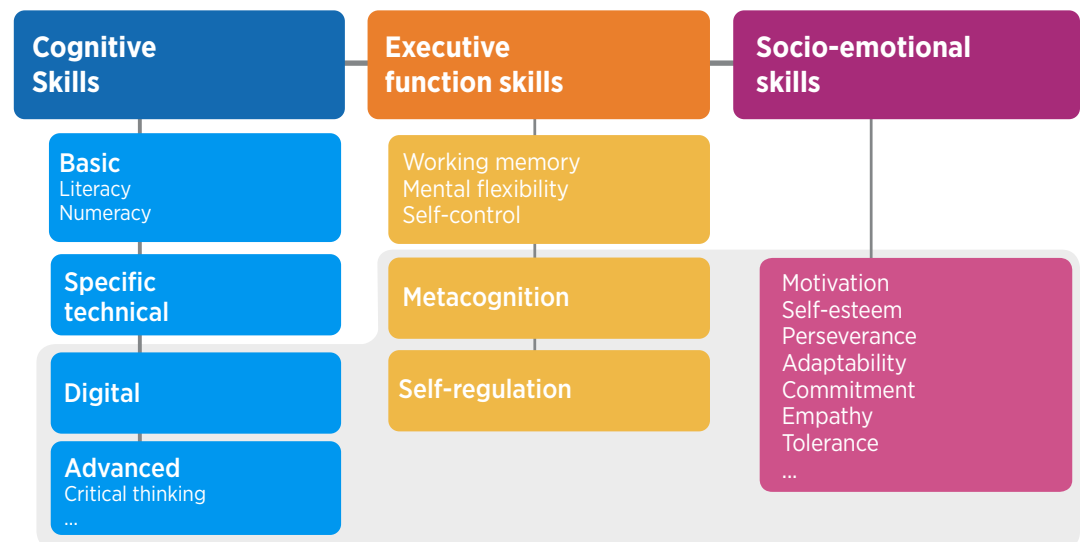 Cognitive
Skills
Basic
Literacy
Numeracy
Specific
technical
Digital
Advanced
Critical thinking
...
Executive
function skills
Working memory
Mental flexibility
Self-control
Metacognition
Self-regulation
Socio-emotional
skills
Motivation
Self-esteem
Perseverance
Adaptability
Commitment
Empathy
Tolerance
...